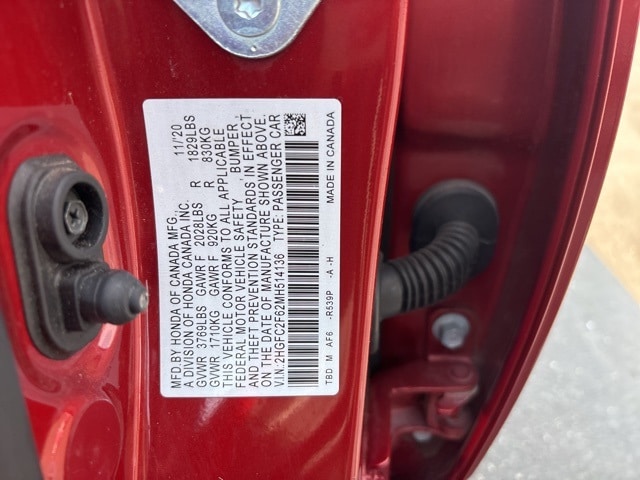 MFD.BY HONDA OF CANADA MFG. 11/20
A DIVISION OF HONDA CANADA INC.
GVWR 3769LBS GAWR F 2028LBS R 1829LBS
GVWR 1710KG GAWR F 920KG R 830KG
THIS VEHICLE CONFORMS TO ALL APPLICABLE
FEDERAL MOTOR VEHICLE SAFETY , BUMPER ,
AND THEFT PREVENTION STANDARDS IN EFFECT
ON THE DATE OF MANUFACTURE SHOWN ABOVE.
V.I.N. 2HGFC2F62MH514136 TYPE: PASSENGER CAR
TBD M AF6 -R539P -A -H MADE IN CANADA